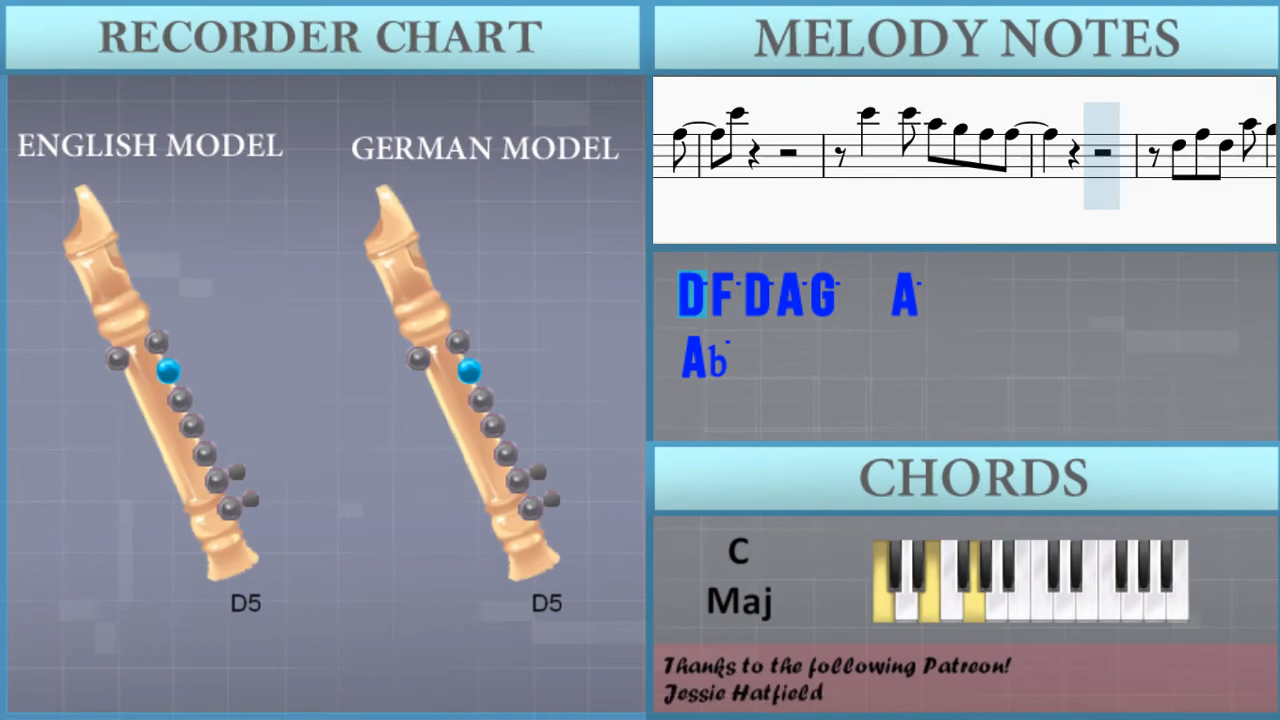 RECORDER CHART
ENGLISH MODEL
GERMAN MODEL
D5
D5
MELODY NOTES
D F˙ D˙ A˙ G˙ A˙
Ab˙
CHORDS
C
Maj
Thanks to the following Patreon!
Jessie Hatfield